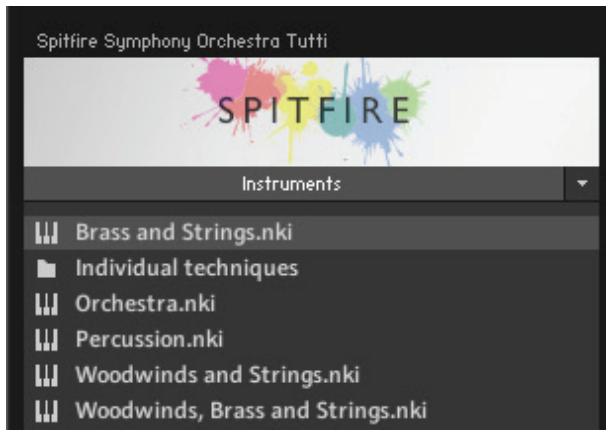 Spitfire Symphony Orchestra Tutti
SPITFIRE
Instruments
Brass and Strings.nki
Individual techniques
Orchestra.nki
Percussion.nki
Woodwinds and Strings.nki
Woodwinds, Brass and Strings.nki